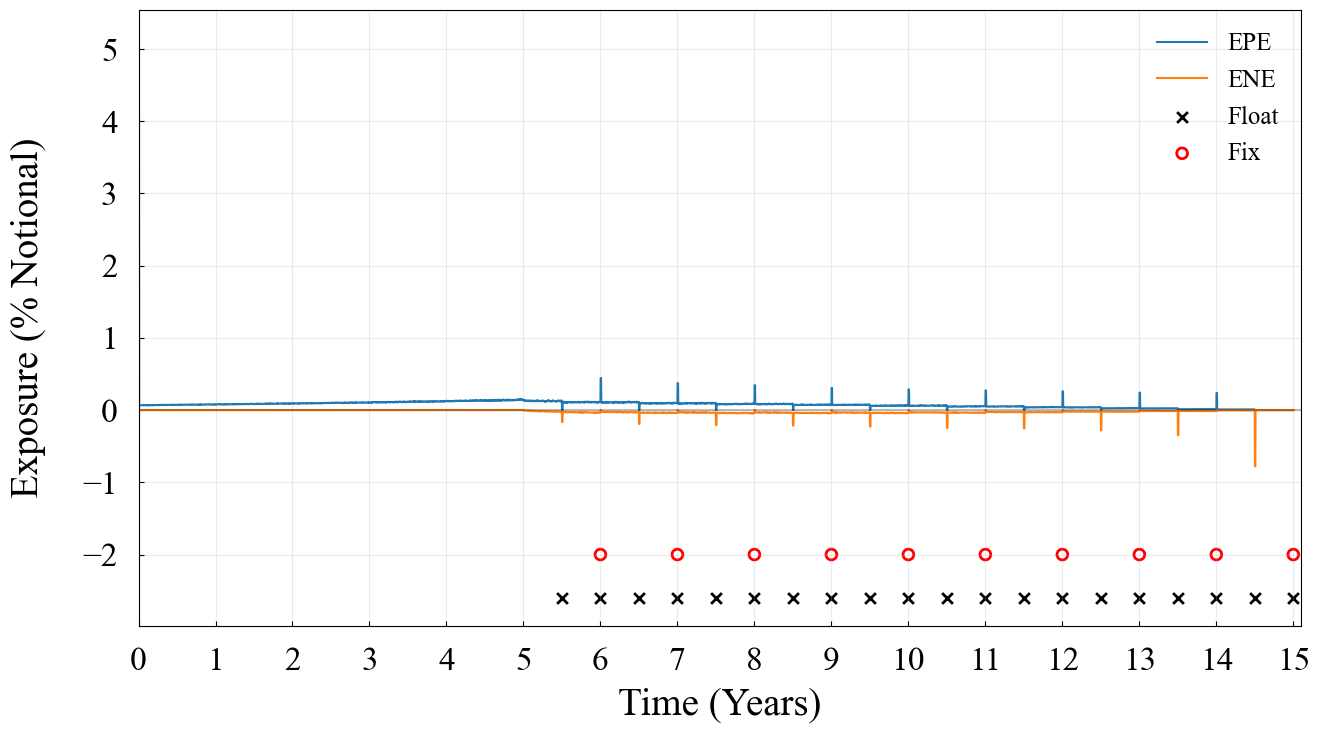 EPE
ENE
Float
Fix
Exposure (% Notional)
5
4
3
2
1
0
−1
−2
0 1 2 3 4 5 6 7 8 9 10 11 12 13 14 15
Time (Years)